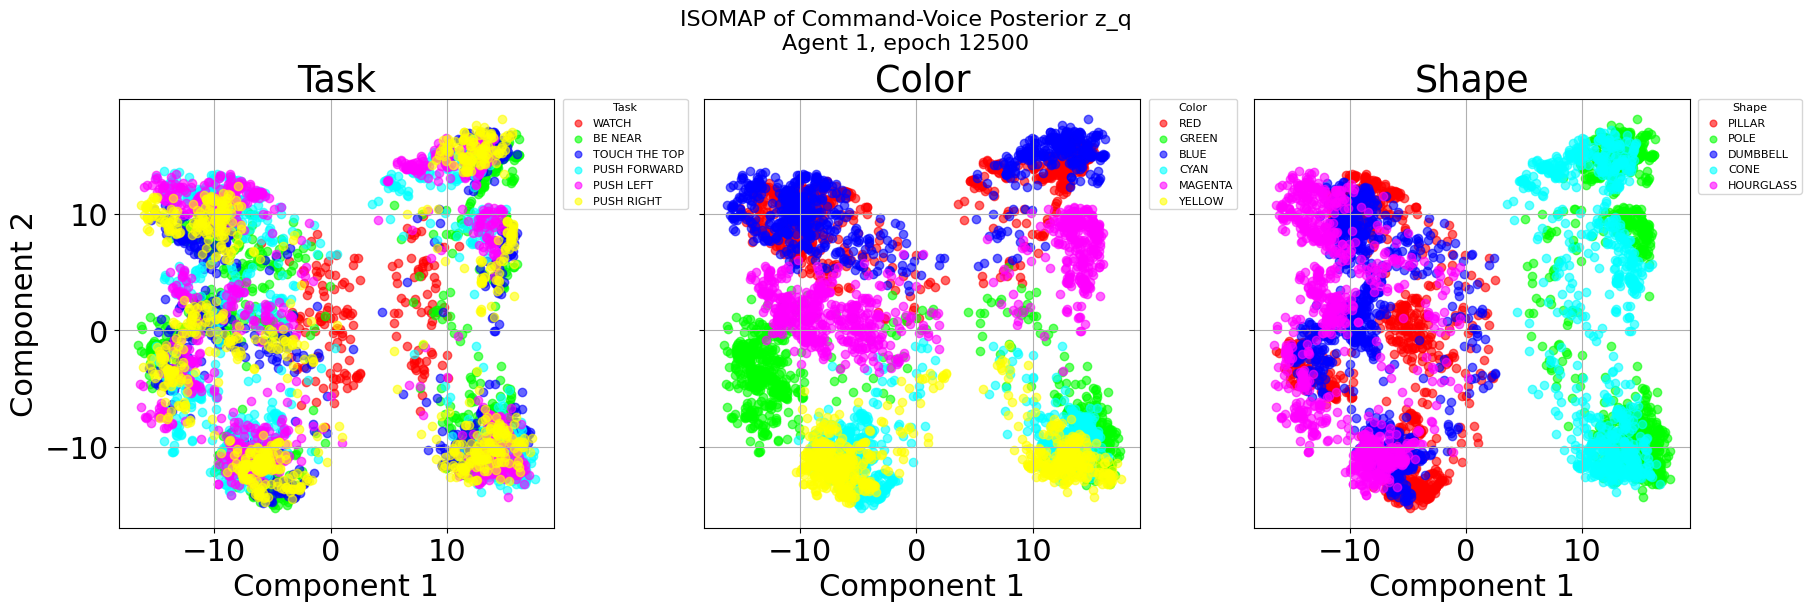 ISOMAP of Command-Voice Posterior z_q
Agent 1, epoch 12500
Task
Color
Shape
Task
WATCH
BE NEAR
TOUCH THE TOP
PUSH FORWARD
PUSH LEFT
PUSH RIGHT
Color
RED
GREEN
BLUE
CYAN
MAGENTA
YELLOW
Shape
PILLAR
POLE
DUMBBELL
CONE
HOURGLASS
Component 2
10
0
−10
−10 0 10
−10 0 10
−10 0 10
Component 1
Component 1
Component 1